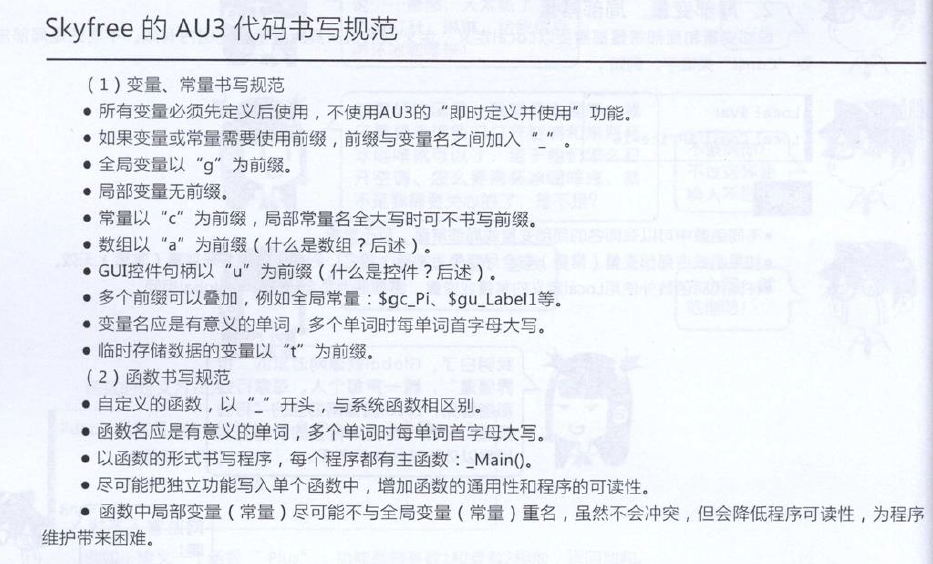 Skyfree 的 AU3 代码书写规范
（1）变量、常量书写规范
● 所有变量必须先定义后使用，不使用AU3的“即时定义并使用”功能。
● 如果变量或常量需要使用前缀，前缀与变量名之间加入“_”。
● 全局变量以“g”为前缀。
● 局部变量无前缀。
● 常量以“c”为前缀，局部常量名全大写时可不书写前缀。
● 数组以“a”为前缀（什么是数组？后述）。
● GUI控件句柄以“u”为前缀（什么是控件？后述）。
● 多个前缀可以叠加，例如全局常量：$gc_Pi、$gu_Label1等。
● 变量名应是有意义的单词，多个单词时每单词首字母大写。
● 临时存储数据的变量以“t”为前缀。
（2）函数书写规范
● 自定义的函数，以“_”开头，与系统函数相区别。
● 函数名应是有意义的单词，多个单词时每单词首字母大写。
● 以函数的形式书写程序，每个程序都有主函数：_Main()。
● 尽可能把独立功能写入单个函数中，增加函数的通用性和程序的可读性。
● 函数中局部变量（常量）尽可能不与全局变量（常量）重名，虽然不会冲突，但会降低程序可读性，为程序
维护带来困难。